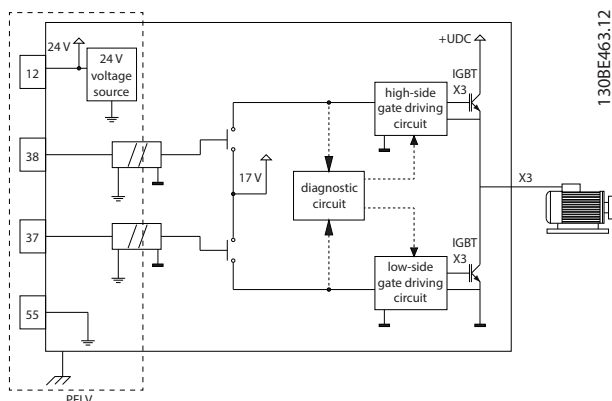 130BE463.12
+UDC
24 V
12
24 V
voltage
source
IGBT
X3
high-side
gate driving
circuit
38
17 V
diagnostic
circuit
X3
37
IGBT
X3
low-side
gate driving
circuit
55
PELV